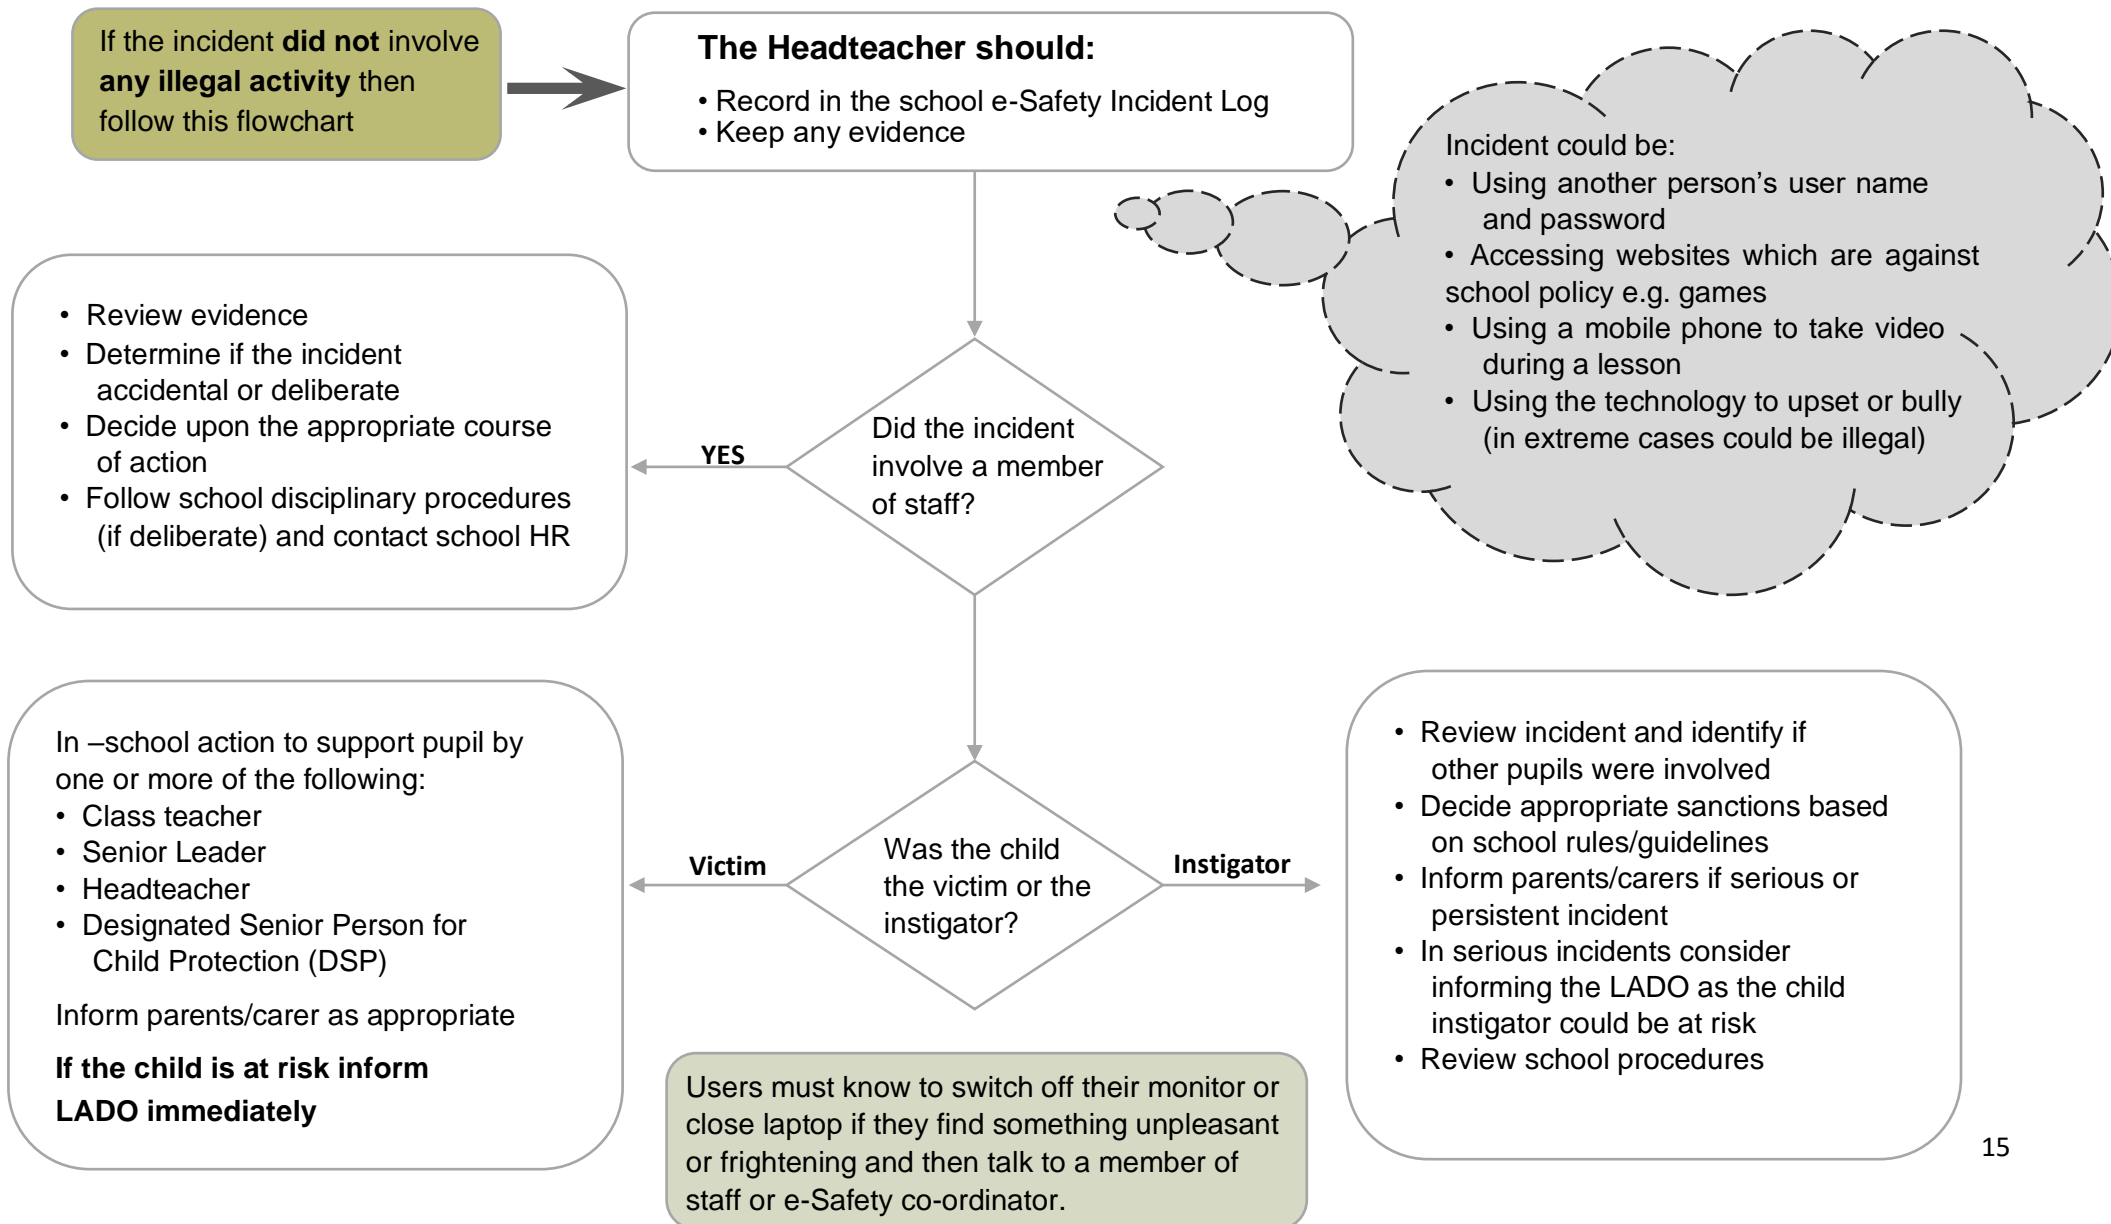 If the incident did not involve
any illegal activity then
follow this flowchart
The Headteacher should:
• Record in the school e-Safety Incident Log
• Keep any evidence
Incident could be:
• Using another person’s user name
and password
• Accessing websites which are against
school policy e.g. games
• Using a mobile phone to take video
during a lesson
• Using the technology to upset or bully
(in extreme cases could be illegal)
• Review evidence
• Determine if the incident
accidental or deliberate
• Decide upon the appropriate course
of action
• Follow school disciplinary procedures
(if deliberate) and contact school HR
YES
Did the incident
involve a member
of staff?
In –school action to support pupil by
one or more of the following:
• Class teacher
• Senior Leader
• Headteacher
• Designated Senior Person for
Child Protection (DSP)
Inform parents/carer as appropriate
If the child is at risk inform
LADO immediately
Victim
Was the child
the victim or the
instigator?
Instigator
• Review incident and identify if
other pupils were involved
• Decide appropriate sanctions based
on school rules/guidelines
• Inform parents/carers if serious or
persistent incident
• In serious incidents consider
informing the LADO as the child
instigator could be at risk
• Review school procedures
Users must know to switch off their monitor or
close laptop if they find something unpleasant
or frightening and then talk to a member of
staff or e-Safety co-ordinator.
15